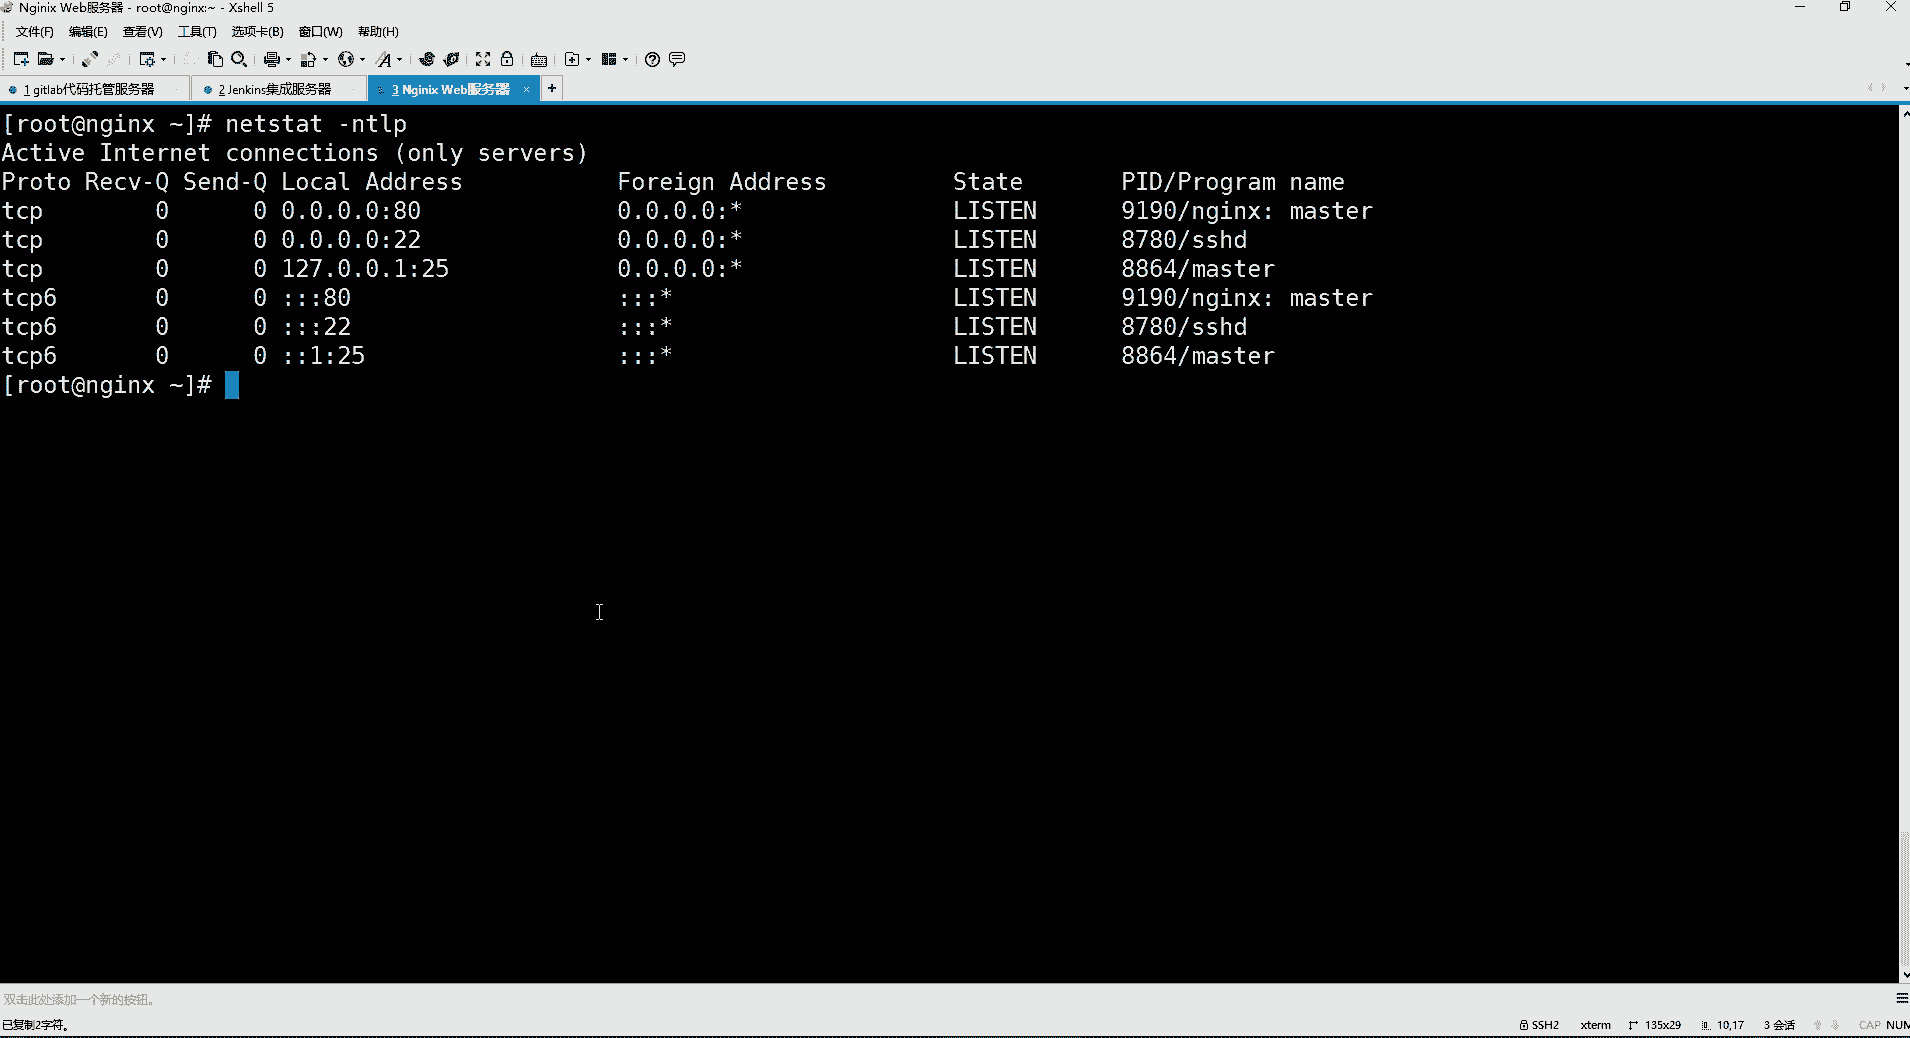 Nginix Web服务器 - root@nginx:~ - Xshell 5
文件(F) 编辑(E) 查看(V) 工具(T) 选项卡(B) 窗口(W) 帮助(H)
1 gitlab代码托管服务器 2 Jenkins集成服务器 3 Nginix Web服务器 × +
[root@nginx ~]# netstat -ntlp
Active Internet connections (only servers)
Proto Recv-Q Send-Q Local Address Foreign Address State PID/Program name
tcp 0 0 0.0.0.0:80 0.0.0.0:* LISTEN 9190/nginx: master
tcp 0 0 0.0.0.0:22 0.0.0.0:* LISTEN 8780/sshd
tcp 0 0 127.0.0.1:25 0.0.0.0:* LISTEN 8864/master
tcp6 0 0 :::80 :::* LISTEN 9190/nginx: master
tcp6 0 0 :::22 :::* LISTEN 8780/sshd
tcp6 0 0 ::1:25 :::* LISTEN 8864/master
[root@nginx ~]#
双击此处添加一个新的按钮。
已复制2字符。 SSH2 xterm 135x29 10,17 3 会话 CAP NUM